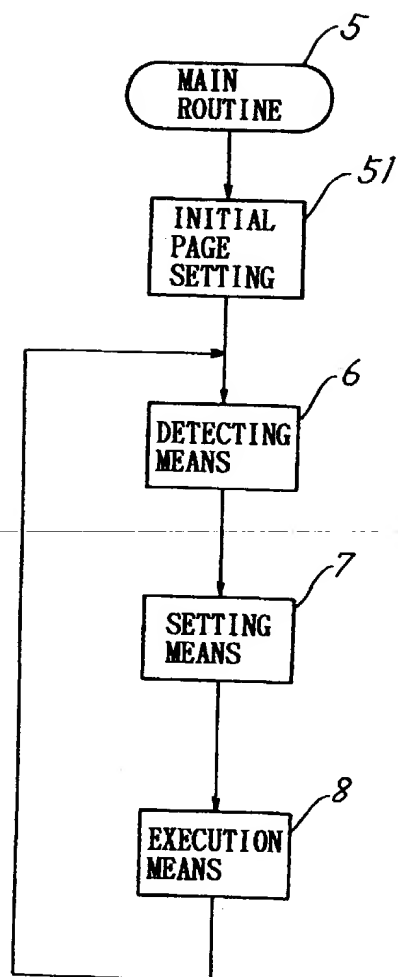 5
MAIN
ROUTINE
51
INITIAL
PAGE
SETTING
6
DETECTING
MEANS
7
SETTING
MEANS
8
EXECUTION
MEANS